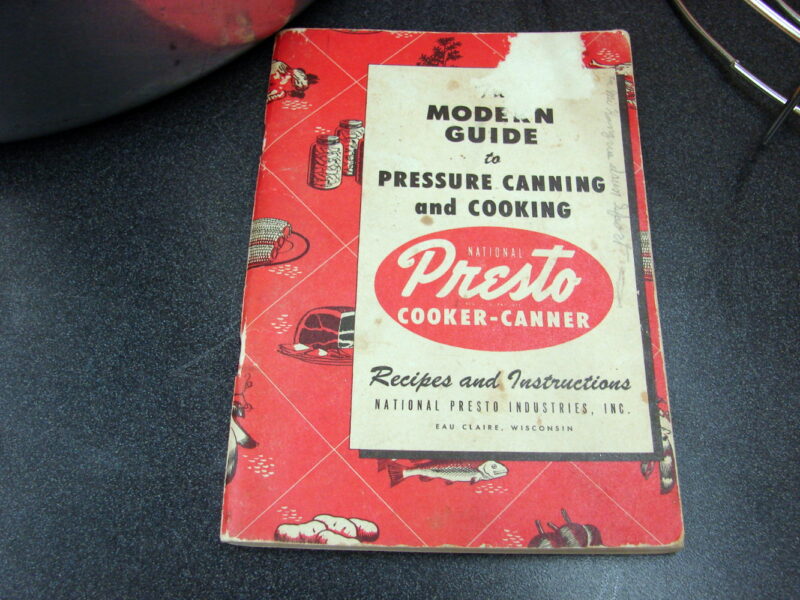 MODERN
GUIDE
to
PRESSURE CANNING
and COOKING
NATIONAL
Presto
COOKER-CANNER
Recipes and Instructions
NATIONAL PRESTO INDUSTRIES, INC.
EAU CLAIRE, WISCONSIN